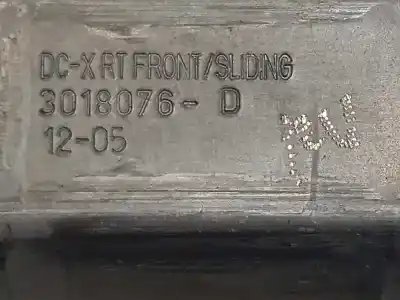 DC-X RT FRONT/SLIDING
3018076- D
12-05